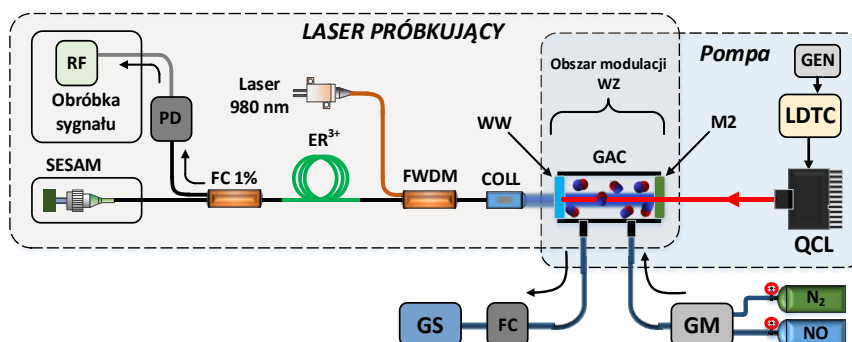 LASER PRÓBKUJĄCY
Pompa
RF
Obróbka
sygnału
PD
Laser
980 nm
Obszar modulacji
WZ
GEN
LDTC
ER³⁺
WW
M2
GAC
SESAM
FC 1%
FWDM
COLL
QCL
GS
FC
GM
N₂
NO